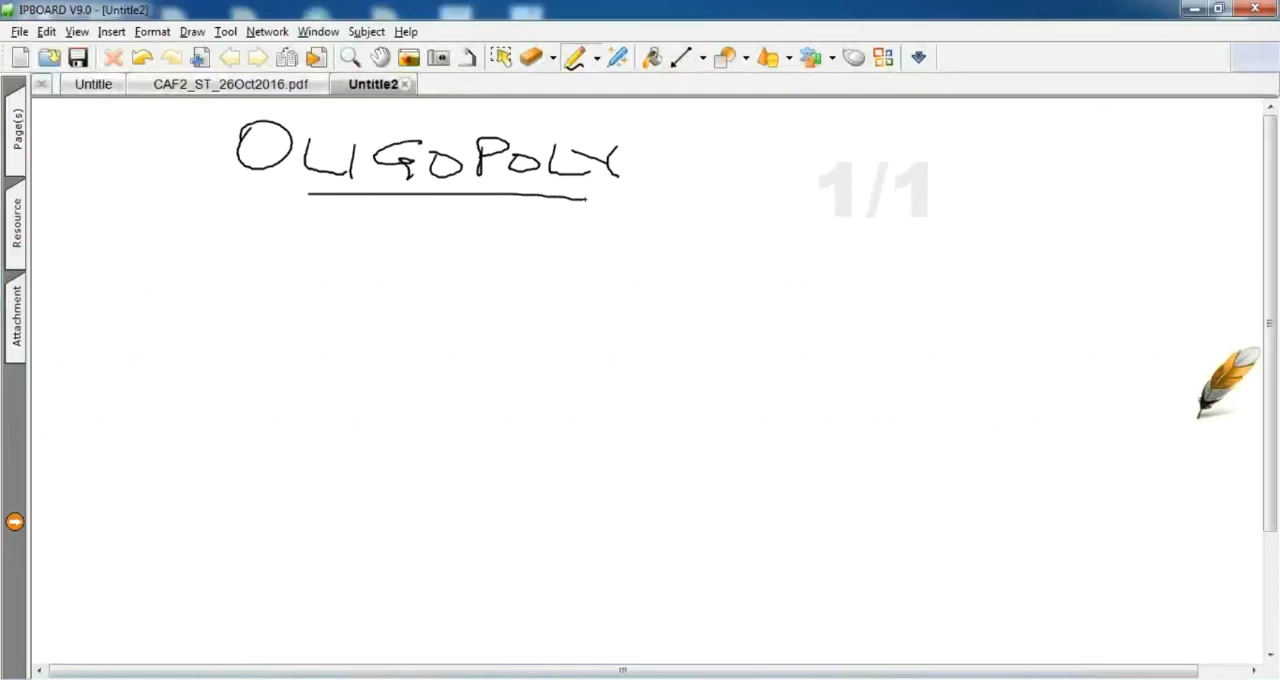 IPBOARD V9.0 - [Untitle2]
File Edit View Insert Format Draw Tool Network Window Subject Help
Untitle CAF2_ST_26Oct2016.pdf Untitle2
OLIGOPOLY
1/1
Page(s)
Resource
Attachment